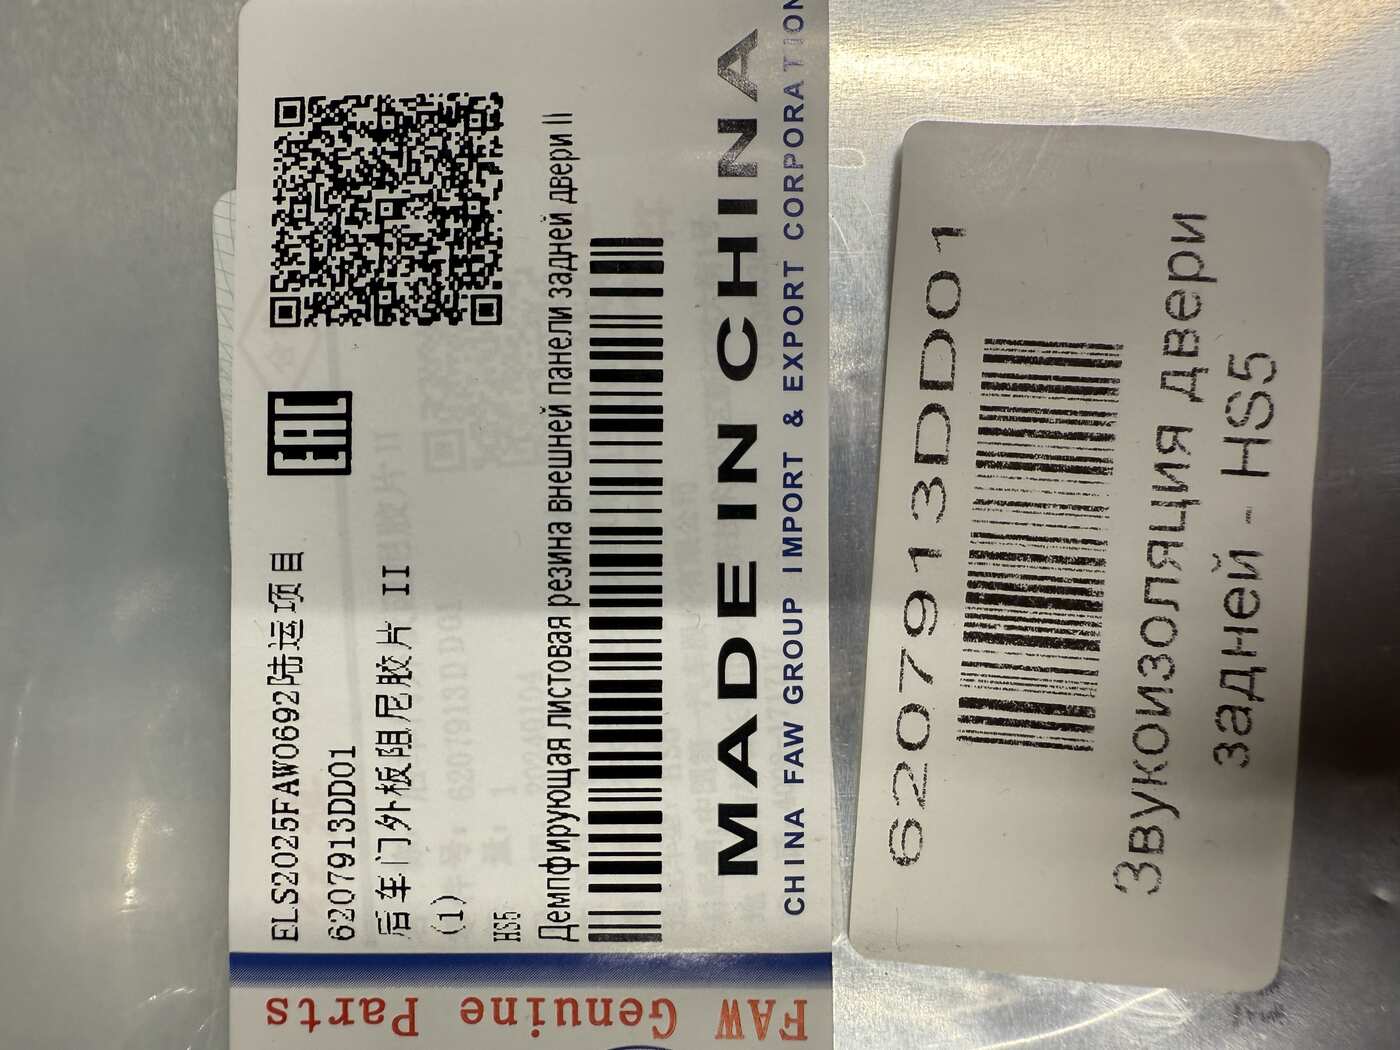 FAW Genuine Parts
ELS2025FAW0692陆运项目
6207913DD01
后车门外板阻尼胶片 II
(1)
HS5
EAC
Демпфирующая листовая резина внешней панели задней двери II
MADE IN CHINA
CHINA FAW GROUP IMPORT & EXPORT CORPORATION
6207913DD01
Звукоизоляция двери
задней - HS5